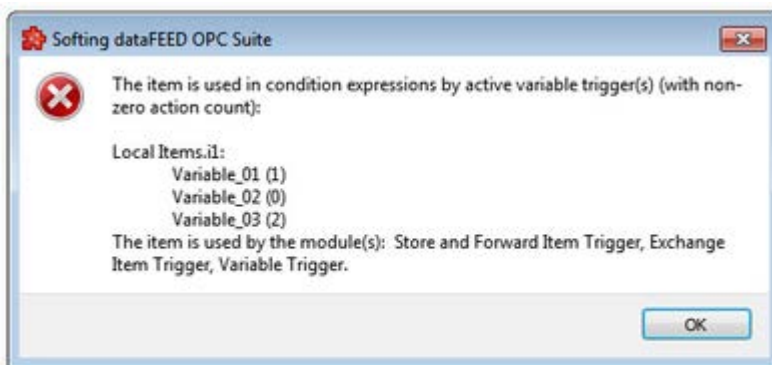 Softing dataFEED OPC Suite
The item is used in condition expressions by active variable trigger(s) (with non-
zero action count):
Local Items.i1:
Variable_01 (1)
Variable_02 (0)
Variable_03 (2)
The item is used by the module(s): Store and Forward Item Trigger, Exchange
Item Trigger, Variable Trigger.
OK